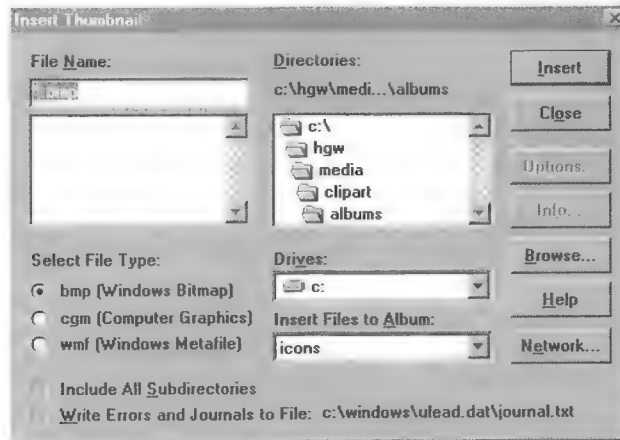 Insert Thumbnail
File Name:
Directories:
c:\hgw\medi...\albums
c:\
hgw
media
clipart
albums
Select File Type:
bmp (Windows Bitmap)
cgm (Computer Graphics)
wmf (Windows Metafile)
Drives:
c:
Insert Files to Album:
icons
Include All Subdirectories
Write Errors and Journals to File: c:\windows\ulead.dat\journal.txt
Insert
Close
Options.
Info..
Browse...
Help
Network...